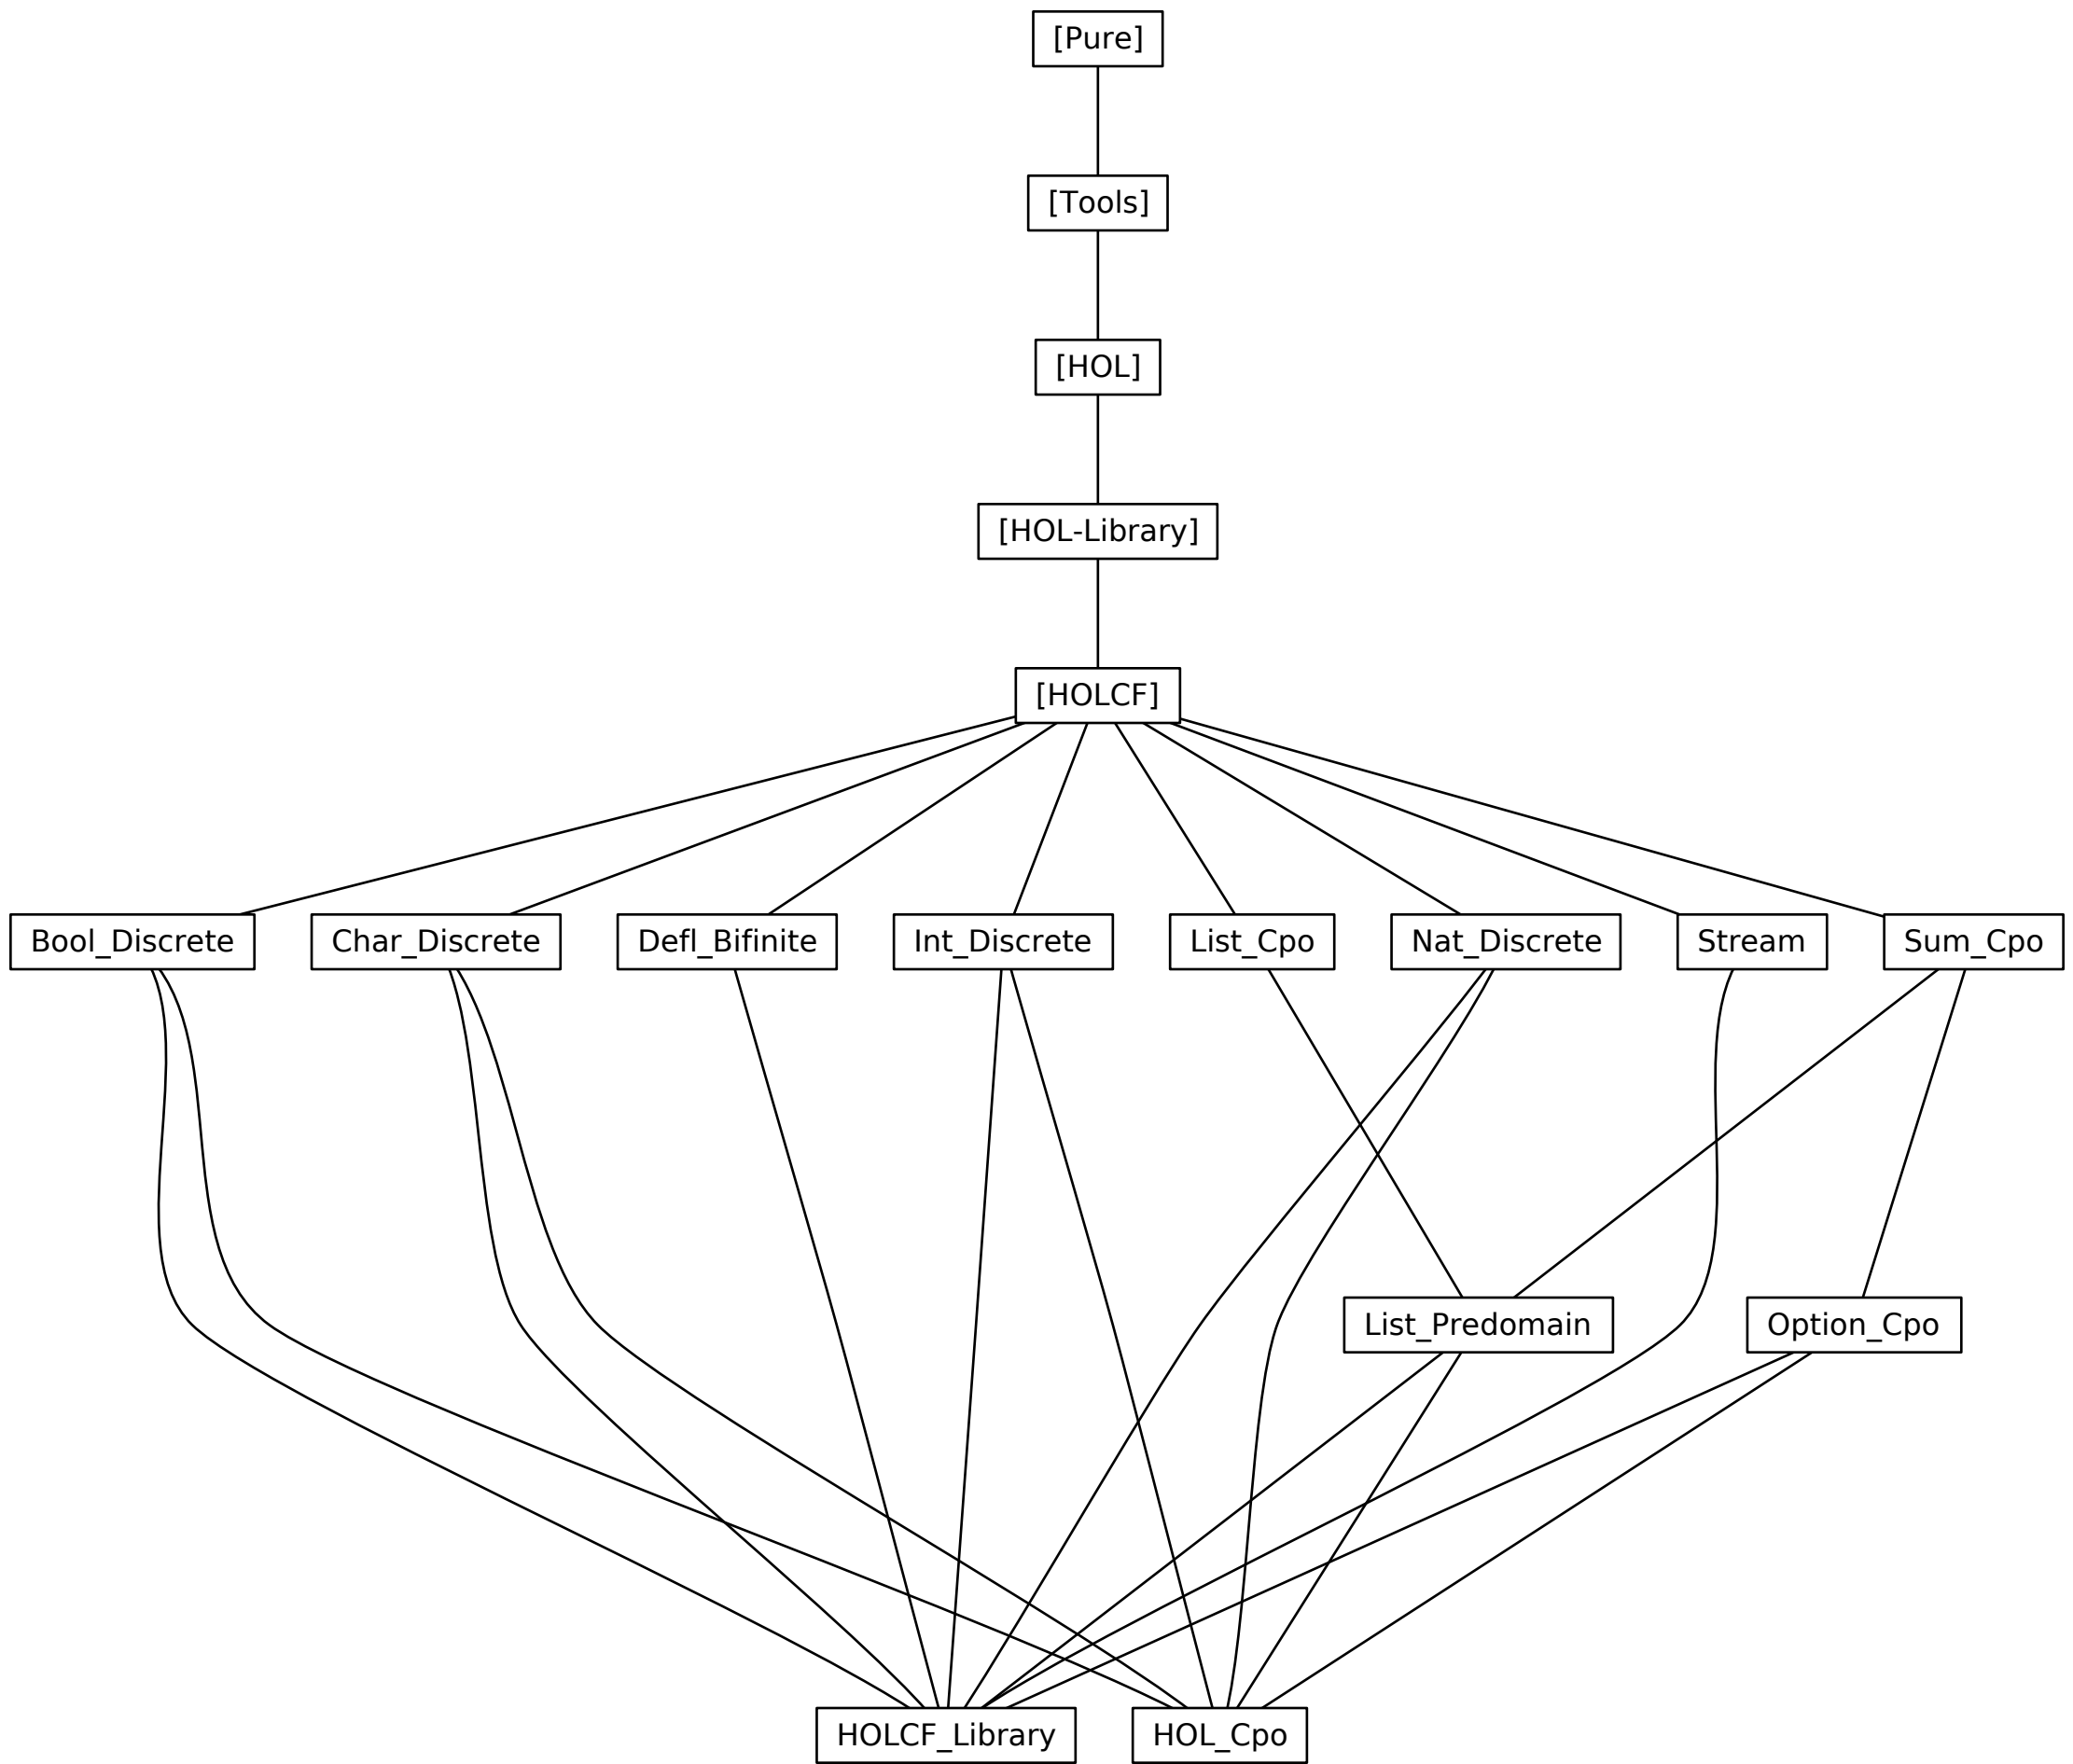 [Pure]
[Tools]
[HOL]
[HOL-Library]
[HOLCF]
Bool_Discrete
Char_Discrete
Defl_Bifinite
Int_Discrete
List_Cpo
Nat_Discrete
Stream
Sum_Cpo
List_Predomain
Option_Cpo
HOLCF_Library
HOL_Cpo